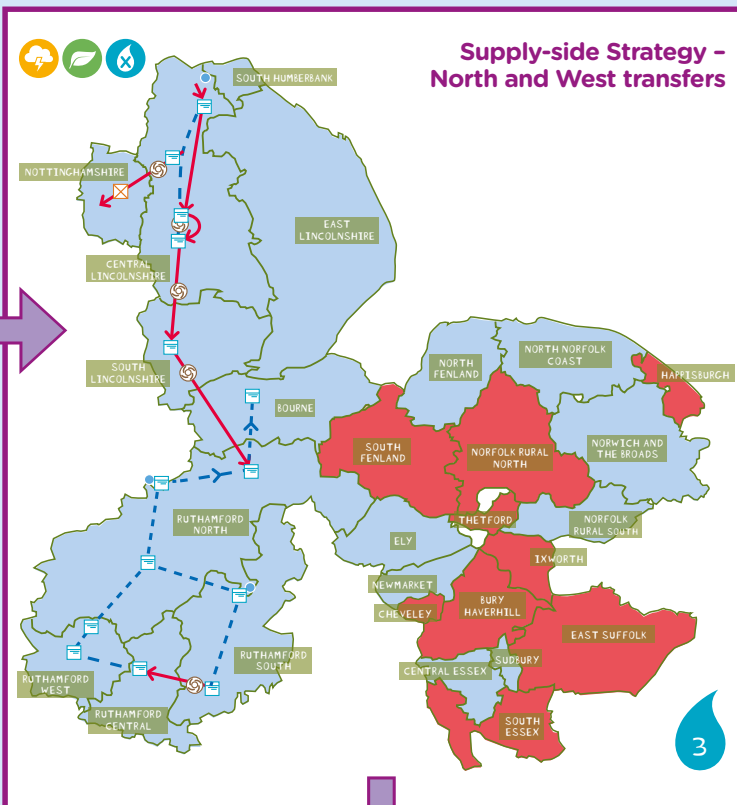 Supply-side Strategy –
North and West transfers
SOUTH HUMBERBANK
NOTTINGHAMSHIRE
EAST
LINCOLNSHIRE
CENTRAL
LINCOLNSHIRE
SOUTH
LINCOLNSHIRE
BOURNE
NORTH
FENLAND
NORTH NORFOLK
COAST
HAPPISBURGH
SOUTH
FENLAND
NORFOLK RURAL
NORTH
NORWICH AND
THE BROADS
THETFORD
NORFOLK
RURAL SOUTH
RUTHAMFORD
NORTH
ELY
IXWORTH
NEWMARKET
CHEVELEY
BURY
HAVERHILL
EAST SUFFOLK
RUTHAMFORD
SOUTH
SUDBURY
CENTRAL ESSEX
RUTHAMFORD
WEST
RUTHAMFORD
CENTRAL
SOUTH
ESSEX
3